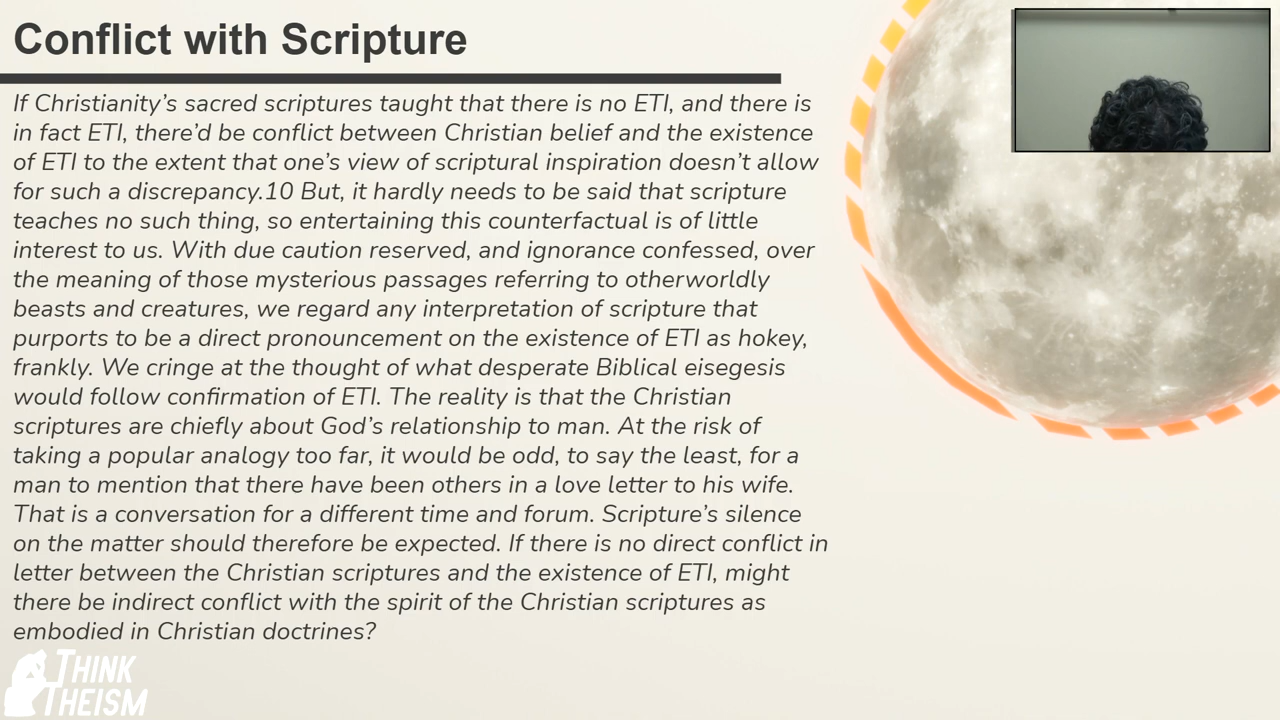 Conflict with Scripture
If Christianity’s sacred scriptures taught that there is no ETI, and there is
in fact ETI, there’d be conflict between Christian belief and the existence
of ETI to the extent that one’s view of scriptural inspiration doesn’t allow
for such a discrepancy.10 But, it hardly needs to be said that scripture
teaches no such thing, so entertaining this counterfactual is of little
interest to us. With due caution reserved, and ignorance confessed, over
the meaning of those mysterious passages referring to otherworldly
beasts and creatures, we regard any interpretation of scripture that
purports to be a direct pronouncement on the existence of ETI as hokey,
frankly. We cringe at the thought of what desperate Biblical eisegesis
would follow confirmation of ETI. The reality is that the Christian
scriptures are chiefly about God’s relationship to man. At the risk of
taking a popular analogy too far, it would be odd, to say the least, for a
man to mention that there have been others in a love letter to his wife.
That is a conversation for a different time and forum. Scripture’s silence
on the matter should therefore be expected. If there is no direct conflict in
letter between the Christian scriptures and the existence of ETI, might
there be indirect conflict with the spirit of the Christian scriptures as
embodied in Christian doctrines?
THINK
THEISM